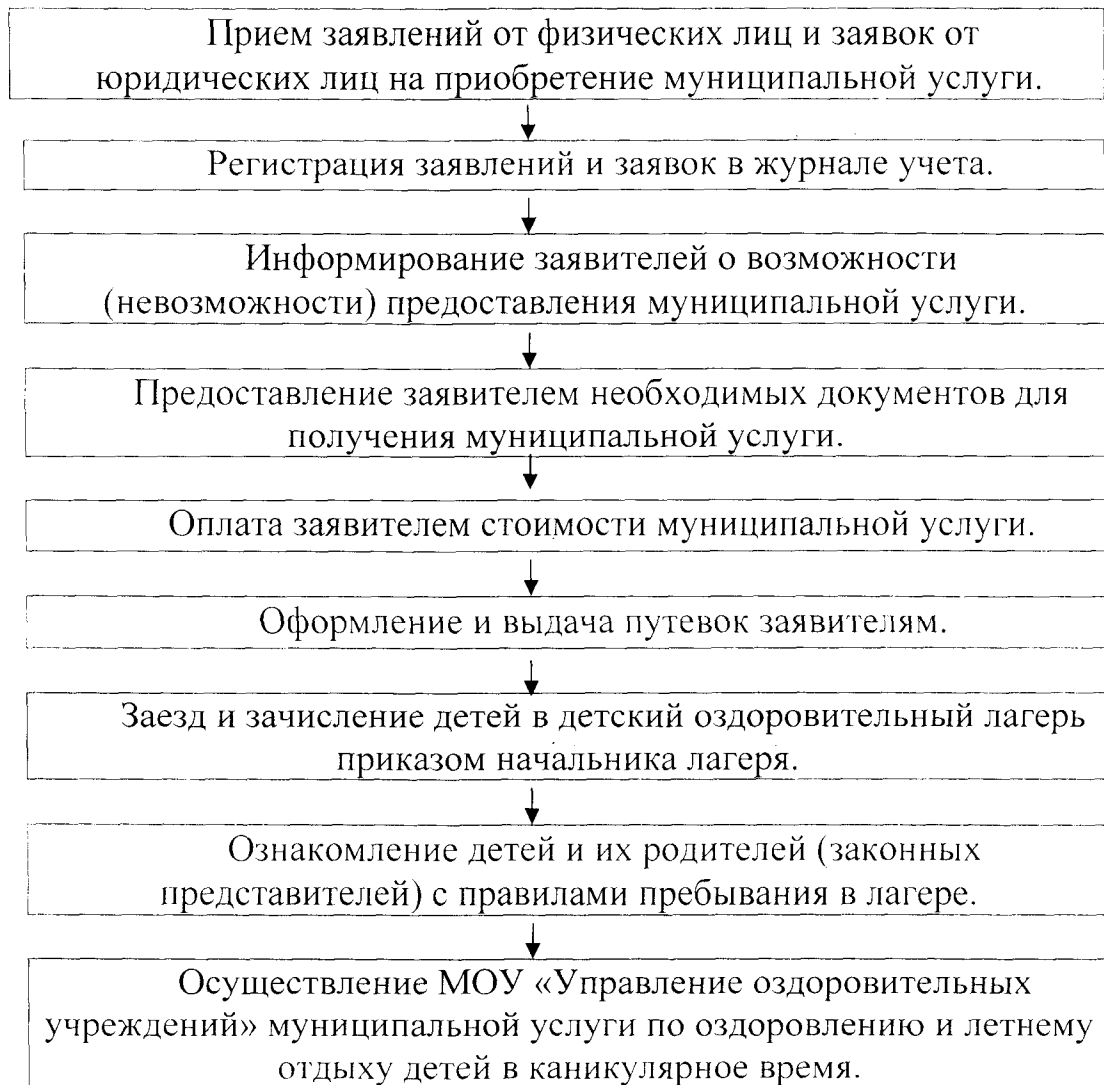 Прием заявлений от физических лиц и заявок от
юридических лиц на приобретение муниципальной услуги.
Регистрация заявлений и заявок в журнале учета.
Информирование заявителей о возможности
(невозможности) предоставления муниципальной услуги.
Предоставление заявителем необходимых документов для
получения муниципальной услуги.
Оплата заявителем стоимости муниципальной услуги.
Оформление и выдача путевок заявителям.
Заезд и зачисление детей в детский оздоровительный лагерь
приказом начальника лагеря.
Ознакомление детей и их родителей (законных
представителей) с правилами пребывания в лагере.
Осуществление МОУ «Управление оздоровительных
учреждений» муниципальной услуги по оздоровлению и летнему
отдыху детей в каникулярное время.